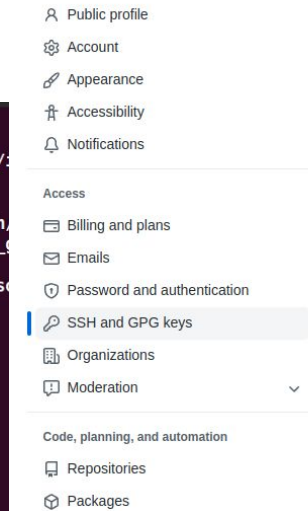 Public profile
Account
Appearance
Accessibility
Notifications
Access
Billing and plans
Emails
Password and authentication
SSH and GPG keys
Organizations
Moderation
Code, planning, and automation
Repositories
Packages